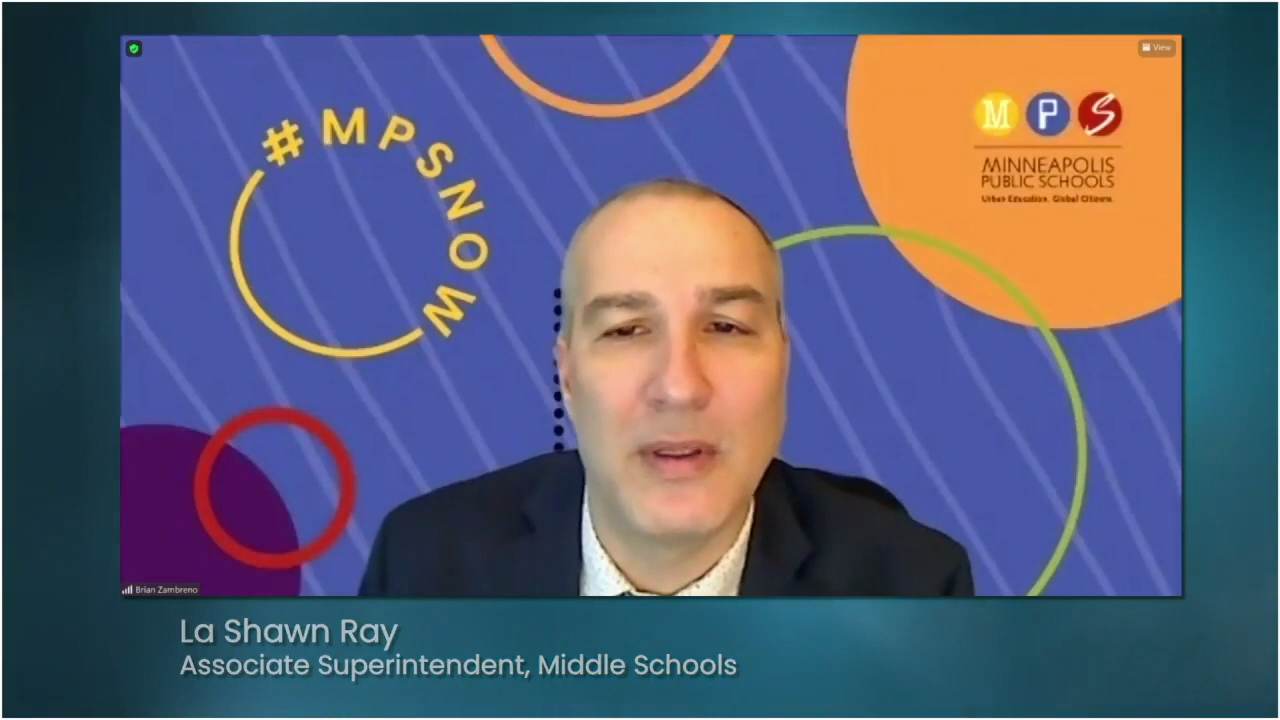 View
#MPSNOW
M P S
MINNEAPOLIS
PUBLIC SCHOOLS
Urban Education. Global Citizens.
Brian Zambreno
La Shawn Ray
Associate Superintendent, Middle Schools